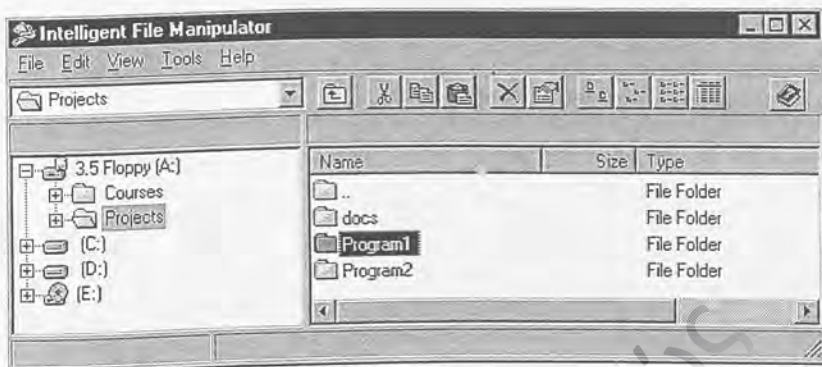 Intelligent File Manipulator
File Edit View Tools Help
Projects
3.5 Floppy (A:)
Courses
Projects
(C:)
(D:)
(E:)
Name Size Type
.. File Folder
docs File Folder
Program1 File Folder
Program2 File Folder